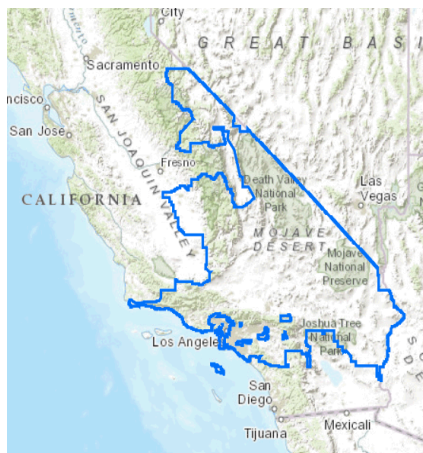 City
GREAT BASI
Sacramento
ncisco
San Jose
SAN JOAQUIN VALLEY
Fresno
Death Valley
National
Park
Las
Vegas
CALIFORNIA
MOJAVE
DESERT
Mojave
National
Preserve
Los Angele
Joshua Tree
National
Park
San
Diego
Tijuana
Mexicali